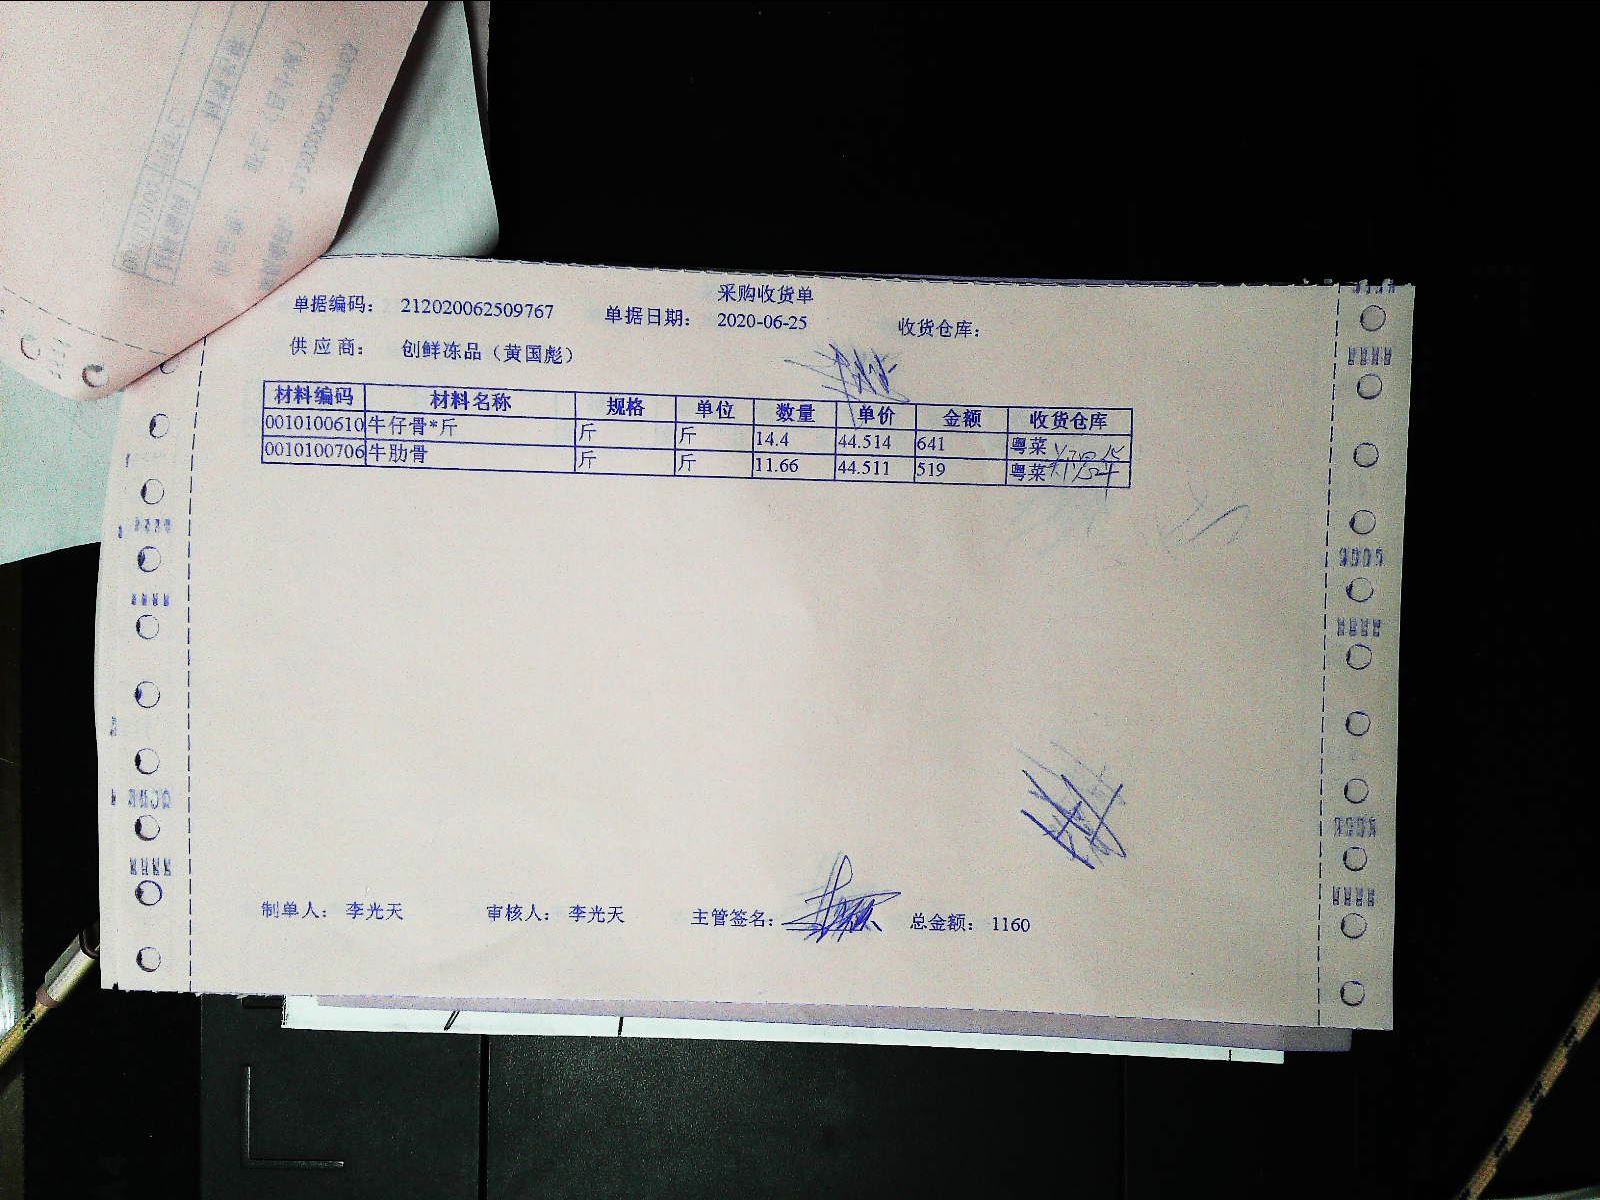 采购收货单
单据编码： 212020062509767 单据日期： 2020-06-25 收货仓库：
供应商： 创鲜冻品（黄国彪）
材料编码 材料名称 规格 单位 数量 单价 金额 收货仓库
0010100610 牛仔骨*斤 斤 斤 14.4 44.514 641 粤菜
0010100706 牛肋骨 斤 斤 11.66 44.511 519 粤菜
制单人： 李光天 审核人： 李光天 主管签名： 总金额： 1160